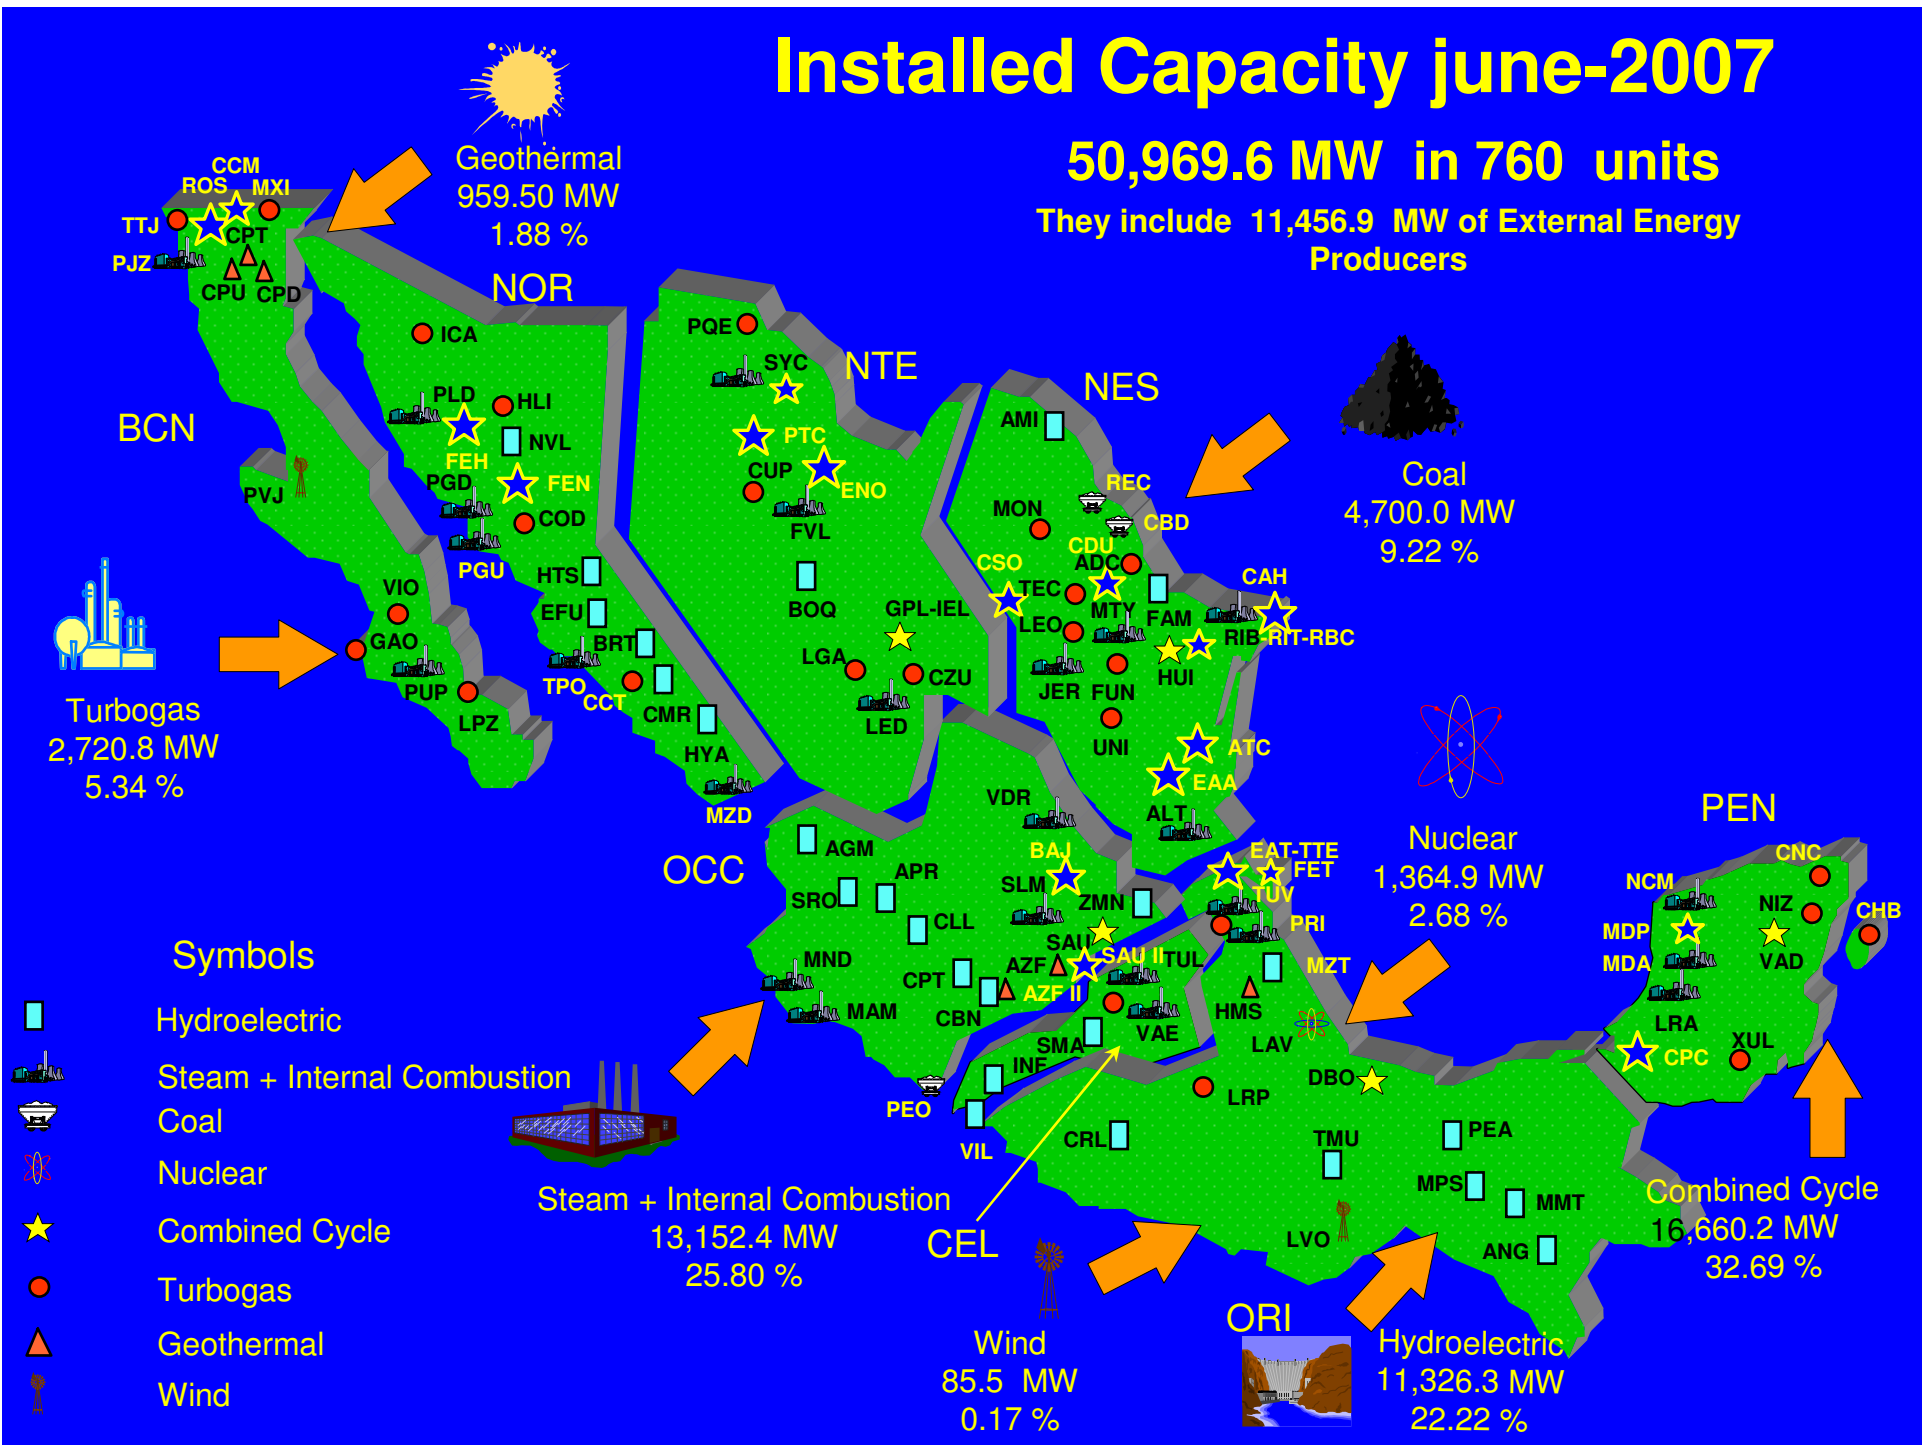 Installed Capacity june-2007
50,969.6 MW in 760 units
They include 11,456.9 MW of External Energy
Producers
Geothermal
959.50 MW
1.88 %
CCM
ROS
MXI
TTJ
CPT
PJZ
CPU
CPD
NOR
ICA
PLD
HLI
NVL
FEH
FEN
PGD
COD
PGU
HTS
EFU
BRT
TPO
CCT
CMR
HYA
MZD
BCN
PVJ
VIO
GAO
PUP
LPZ
Turbogas
2,720.8 MW
5.34 %
PQE
SYC
NTE
PTC
CUP
ENO
FVL
BOQ
GPL-IEL
LGA
CZU
LED
NES
AMI
REC
MON
CBD
CDU
ADC
CSO
TEC
MTY
FAM
CAH
LEO
RIB-RIT-RBC
JER
FUN
HUI
UNI
ATC
EAA
ALT
Coal
4,700.0 MW
9.22 %
Nuclear
1,364.9 MW
2.68 %
OCC
VDR
AGM
APR
BAJ
SLM
SRO
ZMN
CLL
SAU
SAU II
MND
CPT
AZF
AZF II
MAM
CBN
PEO
EAT-TTE
FET
TUV
PRI
TUL
MZT
VAE
HMS
SMA
LAV
INF
VIL
DBO
LRP
CRL
TMU
PEA
MPS
MMT
LVO
ANG
PEN
CNC
NCM
NIZ
CHB
MDP
VAD
MDA
LRA
XUL
CPC
Symbols
Hydroelectric
Steam + Internal Combustion
Coal
Nuclear
Combined Cycle
Turbogas
Geothermal
Wind
Steam + Internal Combustion
13,152.4 MW
25.80 %
CEL
Wind
85.5 MW
0.17 %
ORI
Hydroelectric
11,326.3 MW
22.22 %
Combined Cycle
16,660.2 MW
32.69 %